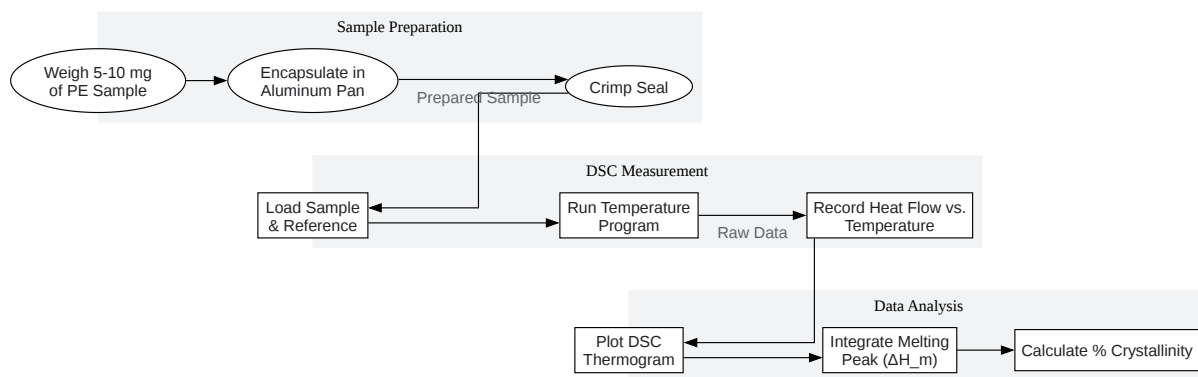 Sample Preparation
Weigh 5-10 mg
of PE Sample
Encapsulate in
Aluminum Pan
Prepared Sample
Crimp Seal
DSC Measurement
Load Sample
& Reference
Run Temperature
Program
Raw Data
Record Heat Flow vs.
Temperature
Data Analysis
Plot DSC
Thermogram
Integrate Melting
Peak (ΔH_m)
Calculate % Crystallinity